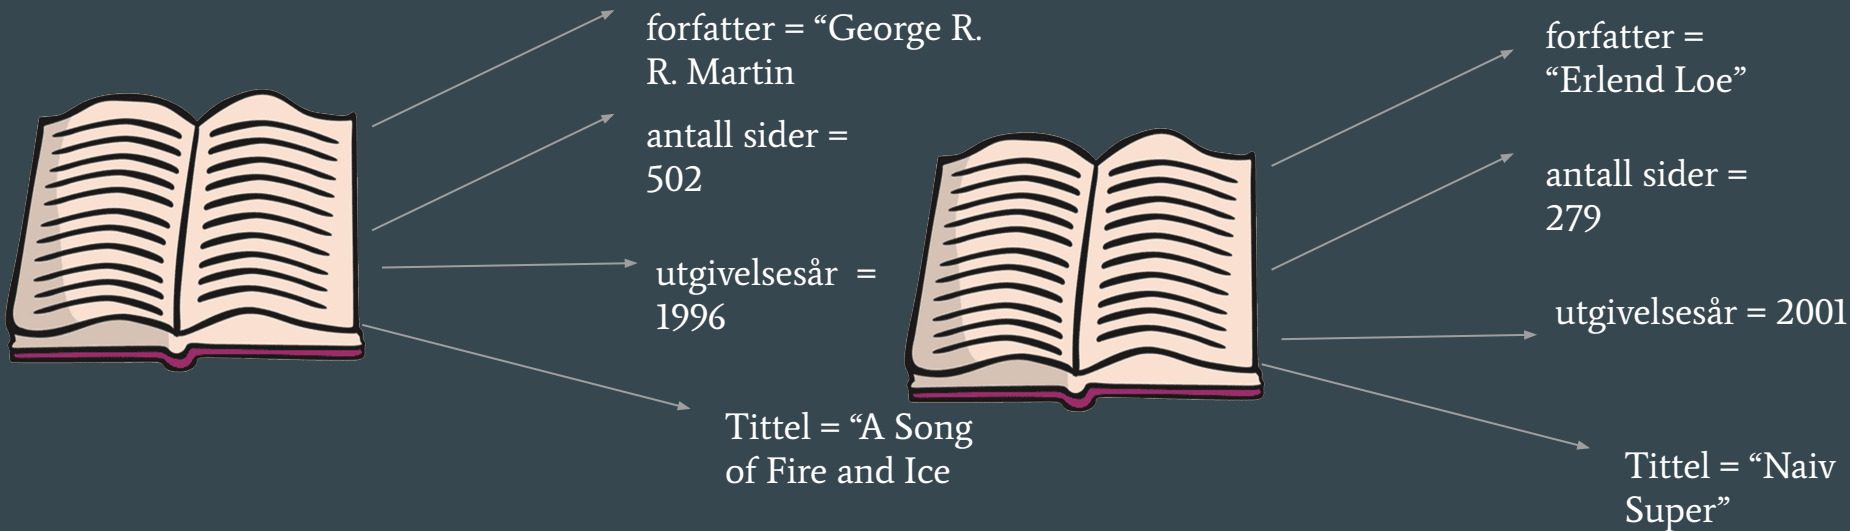 forfatter = “George R.
R. Martin
antall sider =
502
utgivelsesår  =
1996
Tittel = “A Song
of Fire and Ice
forfatter =
“Erlend Loe”
antall sider =
279
utgivelsesår = 2001
Tittel = “Naiv
Super”